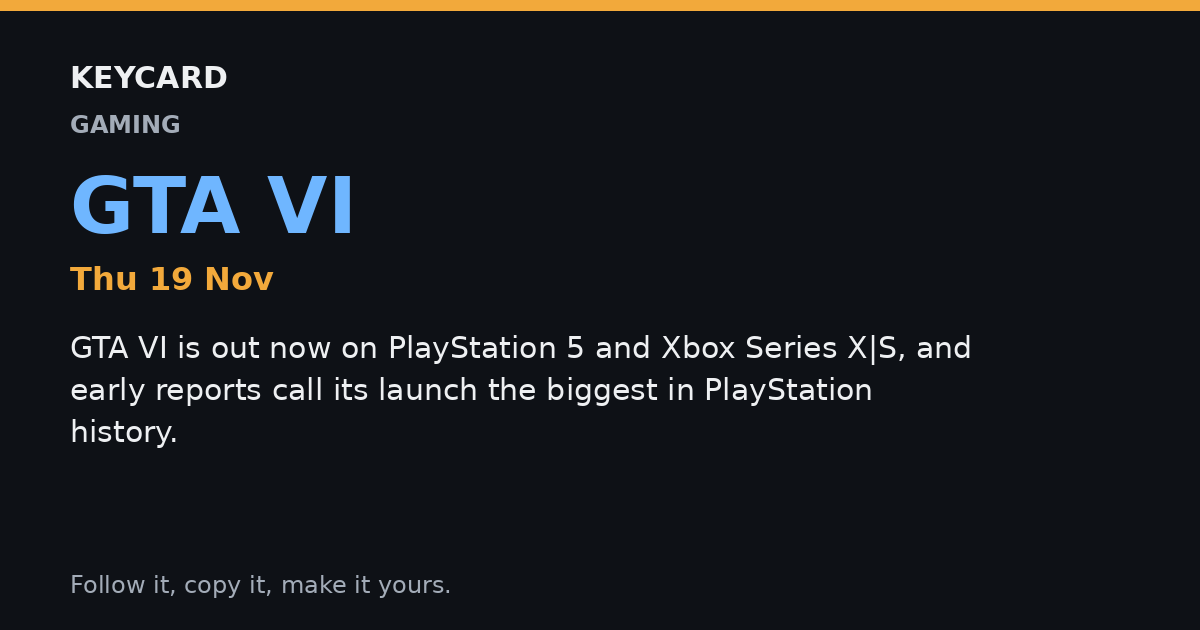 KEYCARD
GAMING
GTA VI
Thu 19 Nov
GTA VI is out now on PlayStation 5 and Xbox Series X|S, and
early reports call its launch the biggest in PlayStation
history.
Follow it, copy it, make it yours.